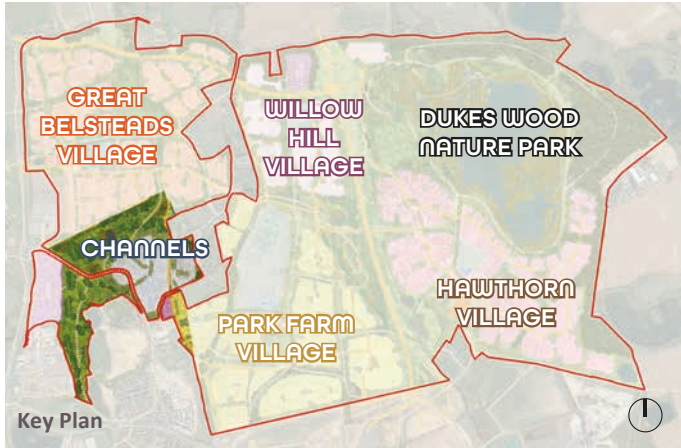 GREAT
BELSTEADS
VILLAGE
WILLOW
HILL
VILLAGE
DUKES WOOD
NATURE PARK
CHANNELS
HAWTHORN
VILLAGE
PARK FARM
VILLAGE
Key Plan